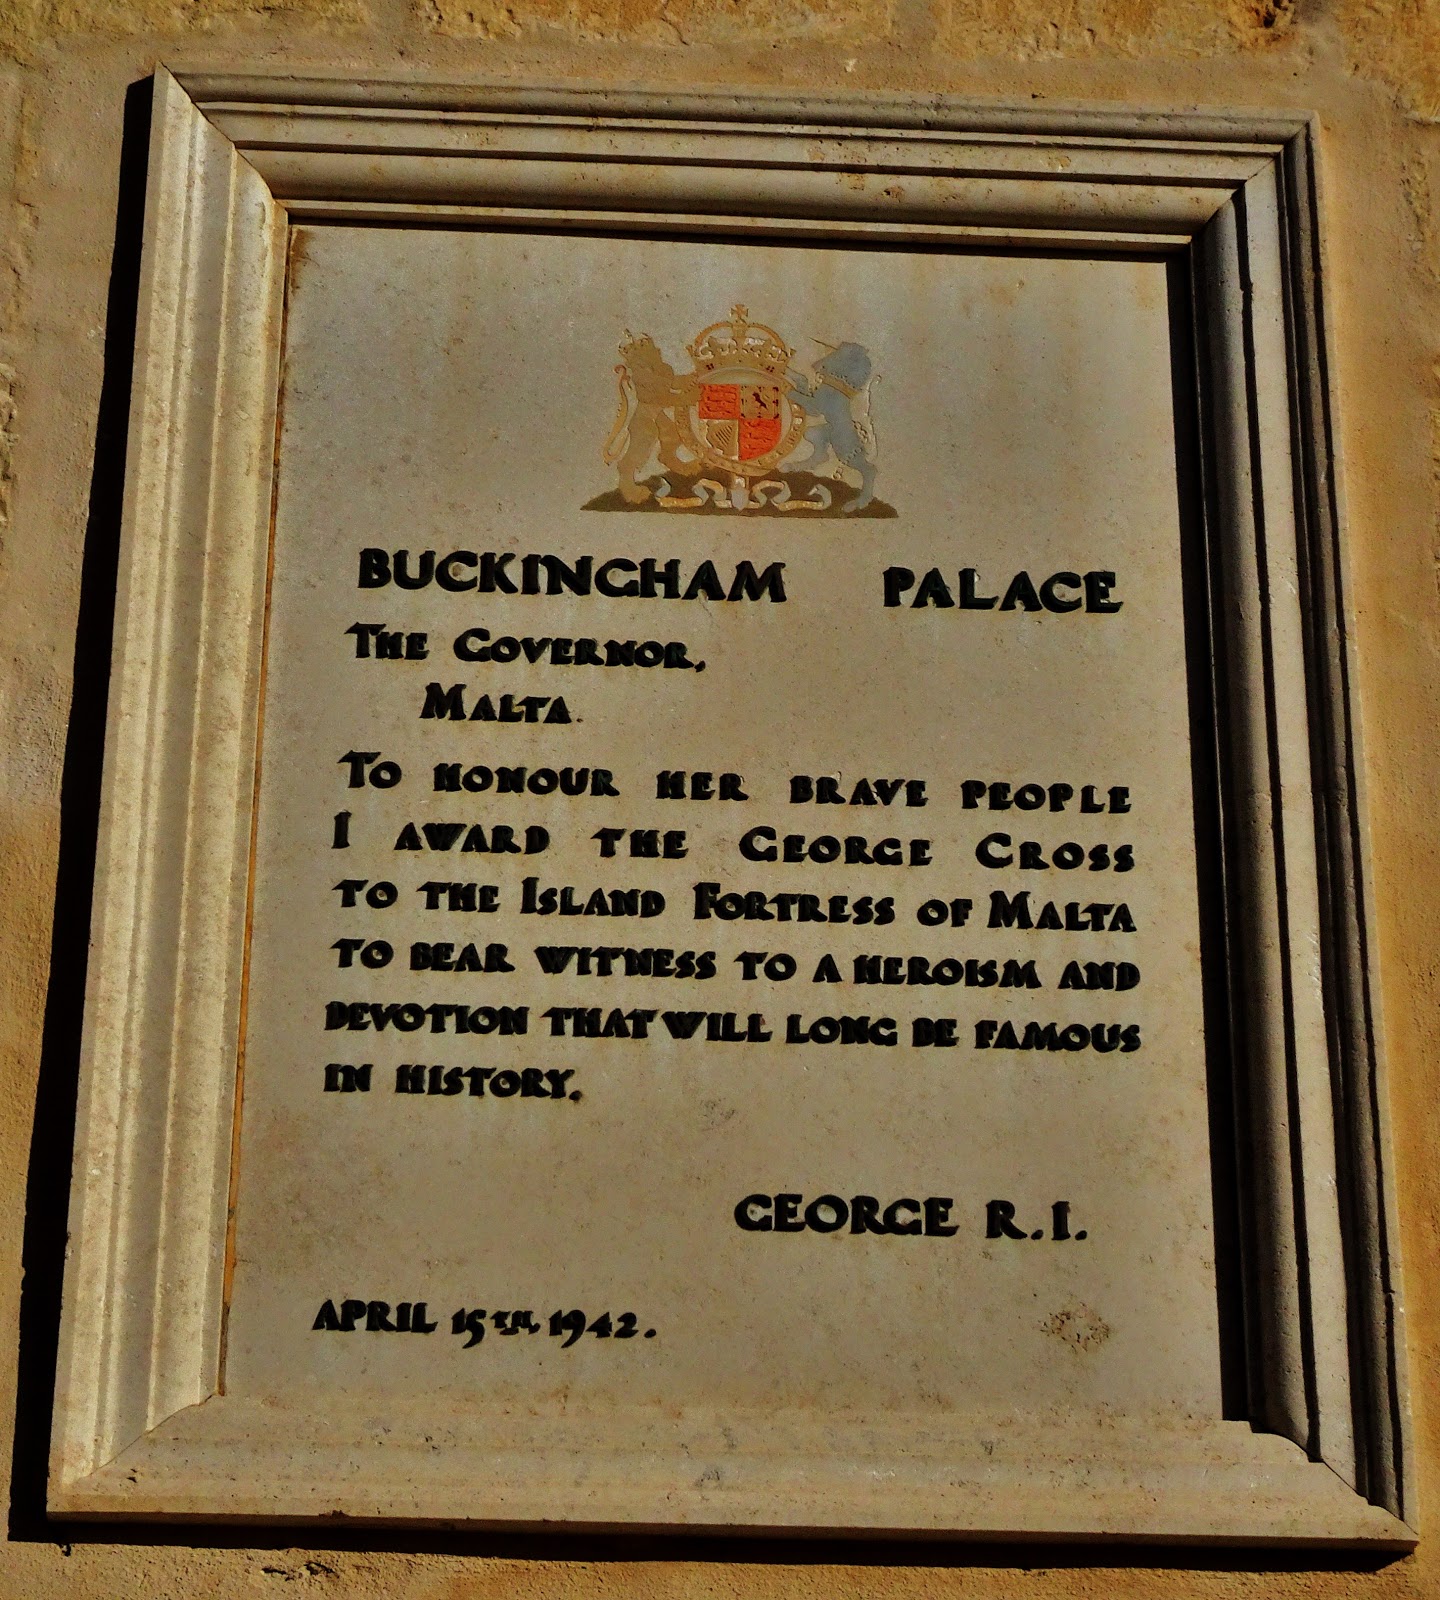 BUCKINGHAM PALACE
THE GOVERNOR,
MALTA.
TO HONOUR HER BRAVE PEOPLE
I AWARD THE GEORGE CROSS
TO THE ISLAND FORTRESS OF MALTA
TO BEAR WITNESS TO A HEROISM AND
DEVOTION THAT WILL LONG BE FAMOUS
IN HISTORY.
GEORGE R.I.
APRIL 15TH. 1942.